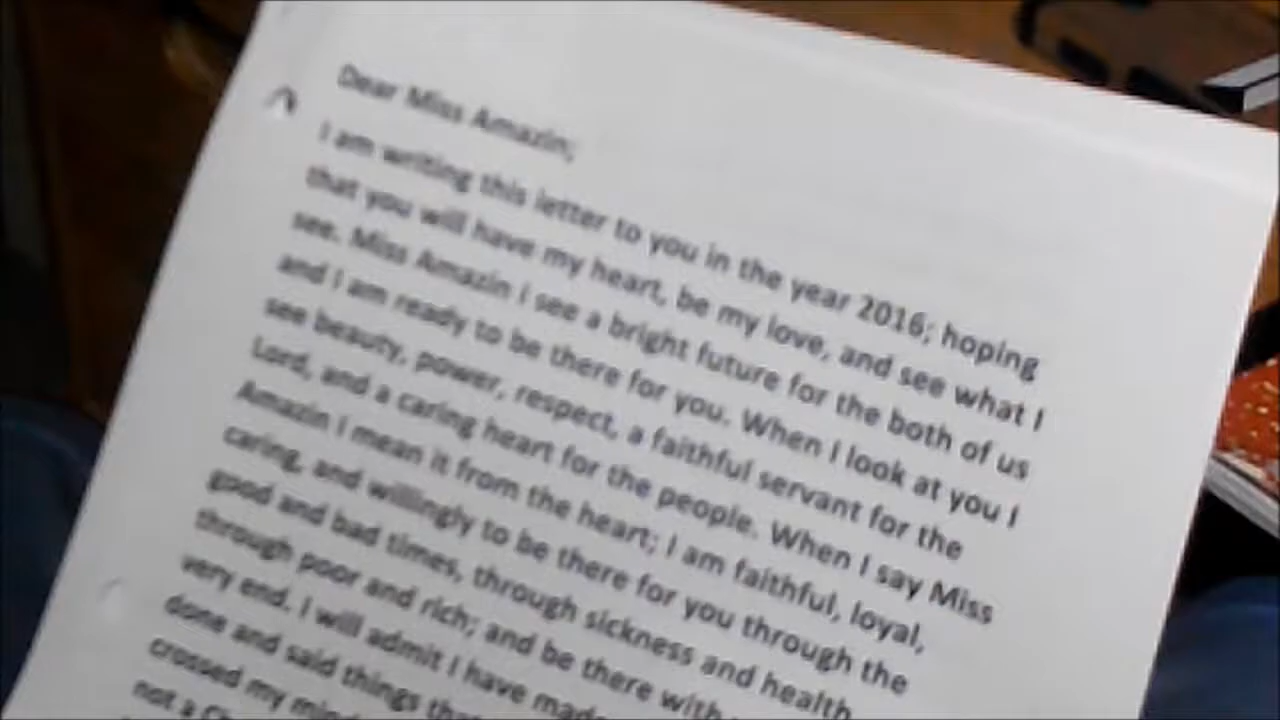 Dear Miss Amazin;
I am writing this letter to you in the year 2016; hoping
that you will have my heart, be my love, and see what I
see. Miss Amazin I see a bright future for the both of us
and I am ready to be there for you. When I look at you I
see beauty, power, respect, a faithful servant for the
Lord, and a caring heart for the people. When I say Miss
Amazin I mean it from the heart; I am faithful, loyal,
caring, and willingly to be there for you through the
good and bad times, through sickness and health
through poor and rich; and be there with
very end. I will admit I have made
done and said things that
crossed my mind
not a